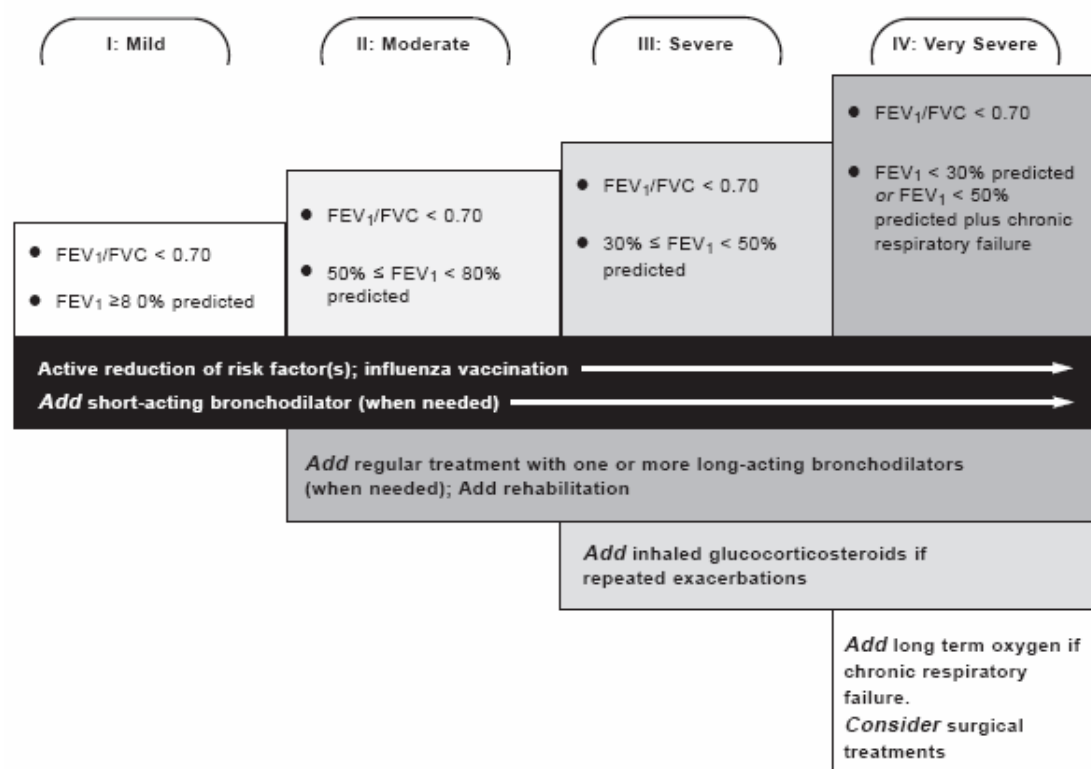 I: Mild
II: Moderate
III: Severe
IV: Very Severe
● FEV₁/FVC < 0.70
● FEV₁ ≥8 0% predicted
● FEV₁/FVC < 0.70
● 50% ≤ FEV₁ < 80%
predicted
● FEV₁/FVC < 0.70
● 30% ≤ FEV₁ < 50%
predicted
● FEV₁/FVC < 0.70
● FEV₁ < 30% predicted
or FEV₁ < 50%
predicted plus chronic
respiratory failure
Active reduction of risk factor(s); influenza vaccination
Add short-acting bronchodilator (when needed)
Add regular treatment with one or more long-acting bronchodilators
(when needed); Add rehabilitation
Add inhaled glucocorticosteroids if
repeated exacerbations
Add long term oxygen if
chronic respiratory
failure.
Consider surgical
treatments